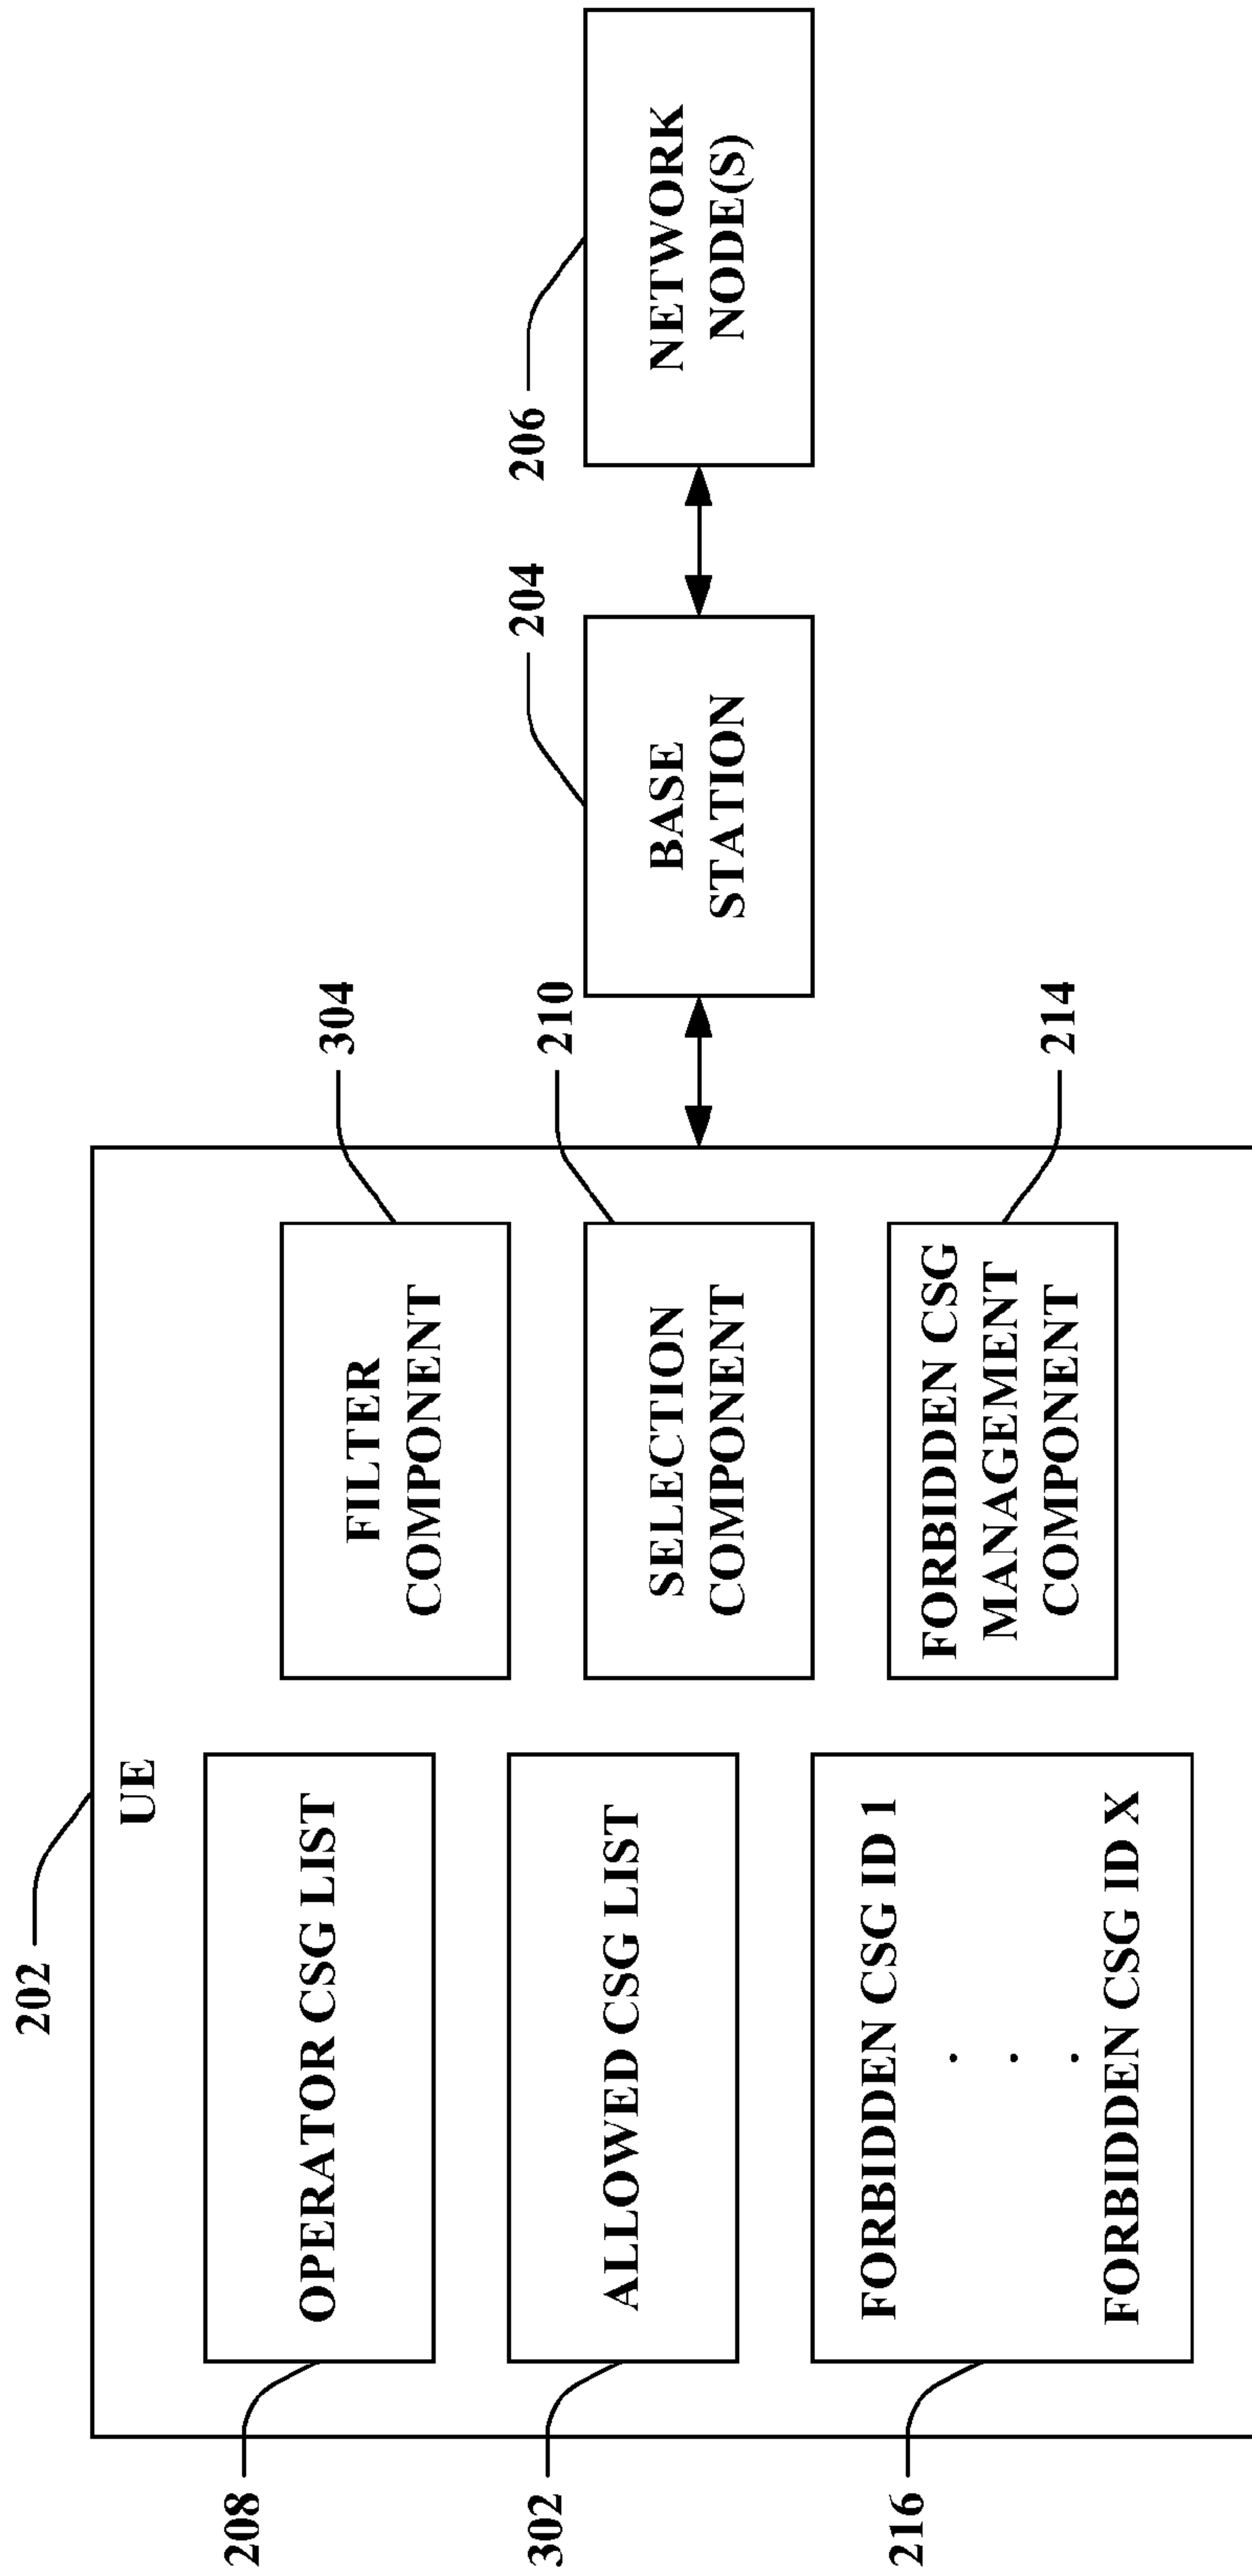 202
UE
208
OPERATOR CSG LIST
302
ALLOWED CSG LIST
216
FORBIDDEN CSG ID 1
.
.
.
FORBIDDEN CSG ID X
304
FILTER
COMPONENT
210
SELECTION
COMPONENT
214
FORBIDDEN CSG
MANAGEMENT
COMPONENT
204
BASE
STATION
206
NETWORK
NODE(S)